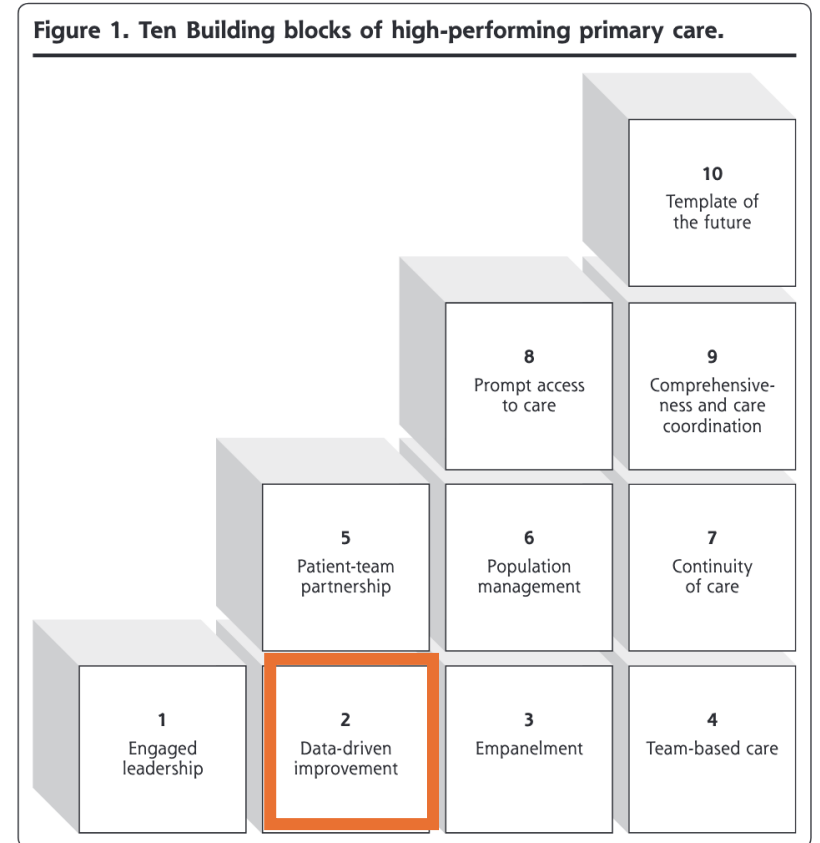 Figure 1. Ten Building blocks of high-performing primary care.
10
Template of
the future
8
Prompt access
to care
9
Comprehensive-
ness and care
coordination
5
Patient-team
partnership
6
Population
management
7
Continuity
of care
1
Engaged
leadership
2
Data-driven
improvement
3
Empanelment
4
Team-based care